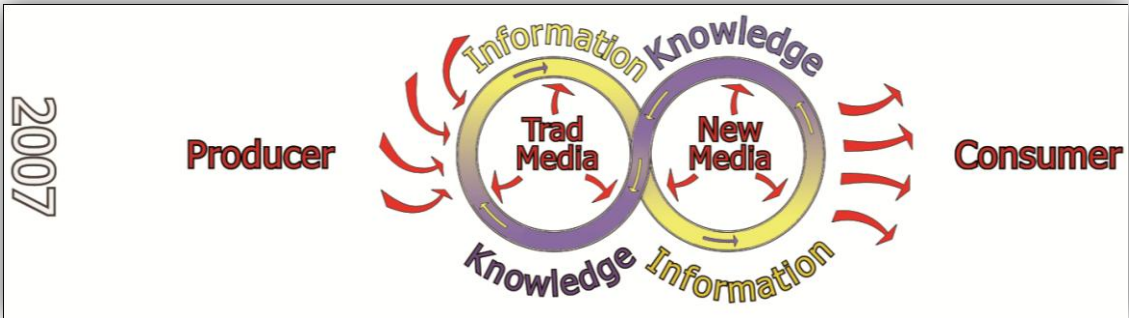 2007
Producer
Information
Knowledge
Trad
Media
New
Media
Knowledge
Information
Consumer